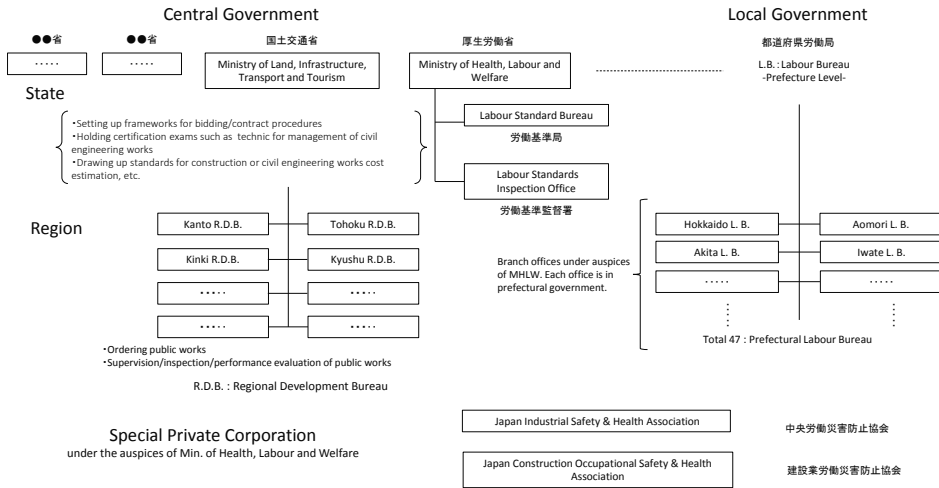 Central Government
Local Government
●●省
●●省
国土交通省
厚生労働省
都道府県労働局
‥‥‥
‥‥‥
Ministry of Land, Infrastructure,
Transport and Tourism
Ministry of Health, Labour and
Welfare
L.B. : Labour Bureau
-Prefecture Level-
State
・Setting up frameworks for bidding/contract procedures
・Holding certification exams such as technic for management of civil
engineering works
・Drawing up standards for construction or civil engineering works cost
estimation, etc.
Labour Standard Bureau
労働基準局
Labour Standards
Inspection Office
労働基準監督署
Region
Kanto R.D.B.
Tohoku R.D.B.
Kinki R.D.B.
Kyushu R.D.B.
‥‥‥
‥‥‥
‥‥‥
‥‥‥
・Ordering public works
・Supervision/inspection/performance evaluation of public works
R.D.B. : Regional Development Bureau
Branch offices under auspices
of MHLW. Each office is in
prefectural government.
Hokkaido L. B.
Aomori L. B.
Akita L. B.
Iwate L. B.
‥‥‥
‥‥‥
Total 47 : Prefectural Labour Bureau
Special Private Corporation
under the auspices of Min. of Health, Labour and Welfare
Japan Industrial Safety & Health Association
中央労働災害防止協会
Japan Construction Occupational Safety & Health
Association
建設業労働災害防止協会